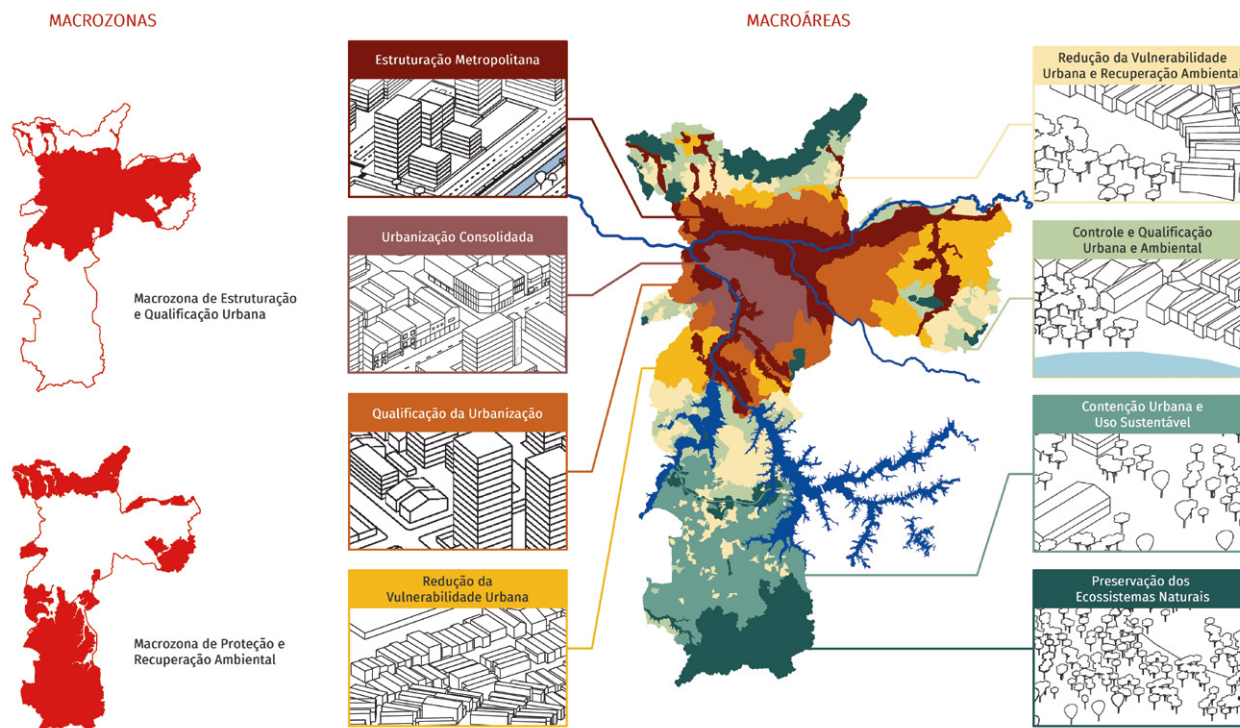 MACROZONAS
Macrozona de Estruturação
e Qualificação Urbana
Macrozona de Proteção e
Recuperação Ambiental
MACROÁREAS
Estruturação Metropolitana
Urbanização Consolidada
Qualificação da Urbanização
Redução da
Vulnerabilidade Urbana
Redução da Vulnerabilidade
Urbana e Recuperação Ambiental
Controle e Qualificação
Urbana e Ambiental
Contenção Urbana e
Uso Sustentável
Preservação dos
Ecossistemas Naturais